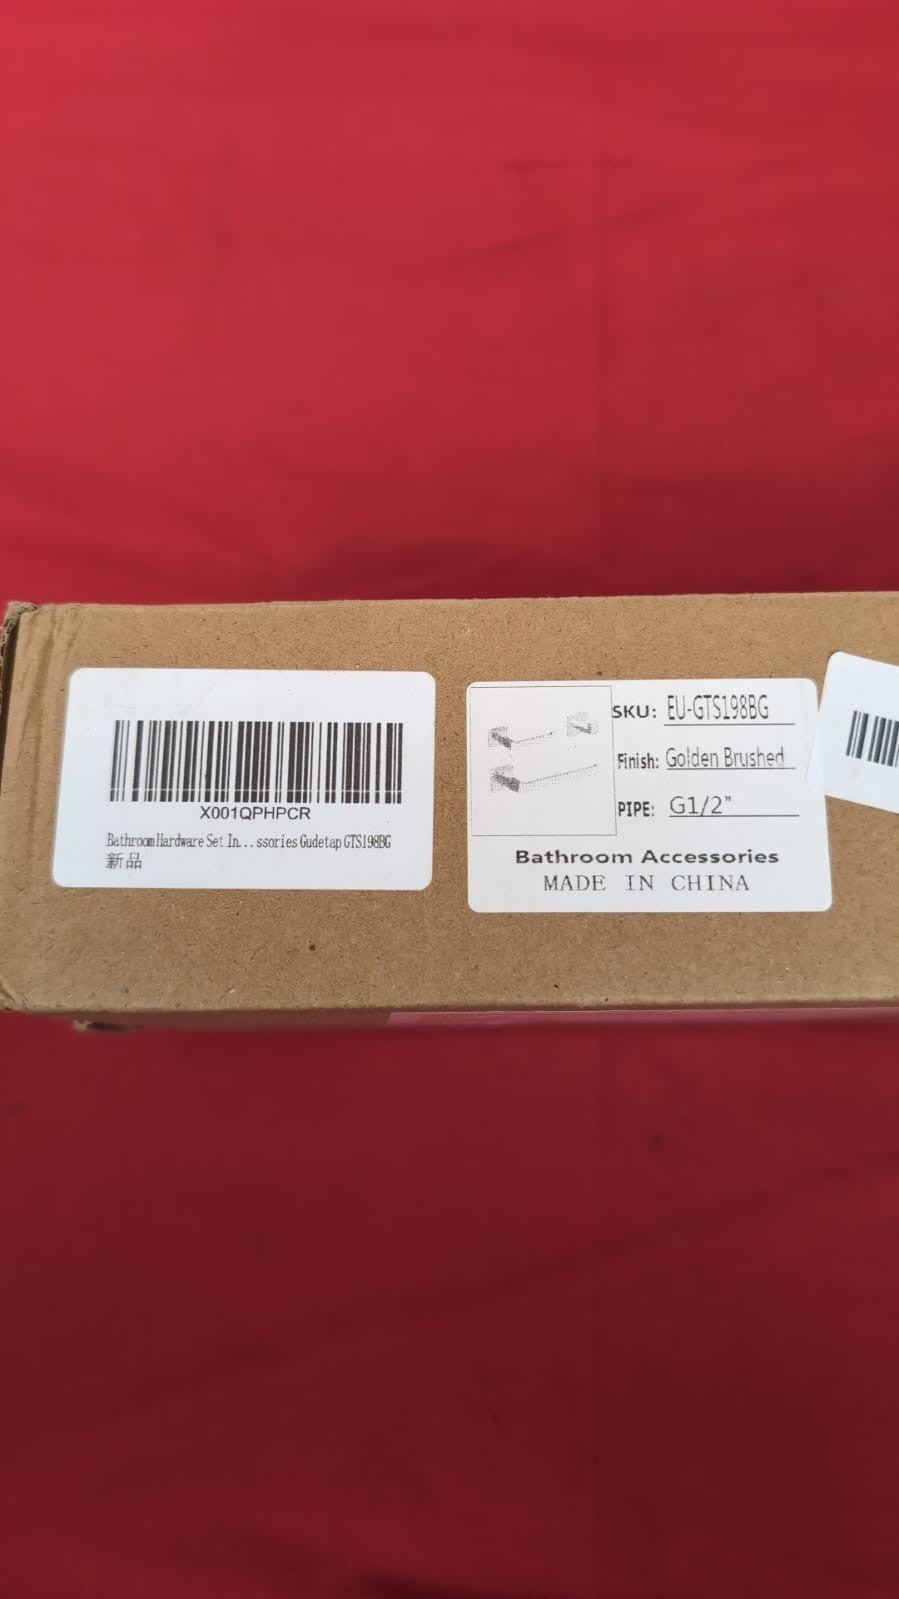 X001QPHPCR
Bathroom Hardware Set In...ssories Gudetap GTS198BG
新品
SKU: EU-GTS198BG
Finish: Golden Brushed
PIPE: G1/2"
Bathroom Accessories
MADE IN CHINA